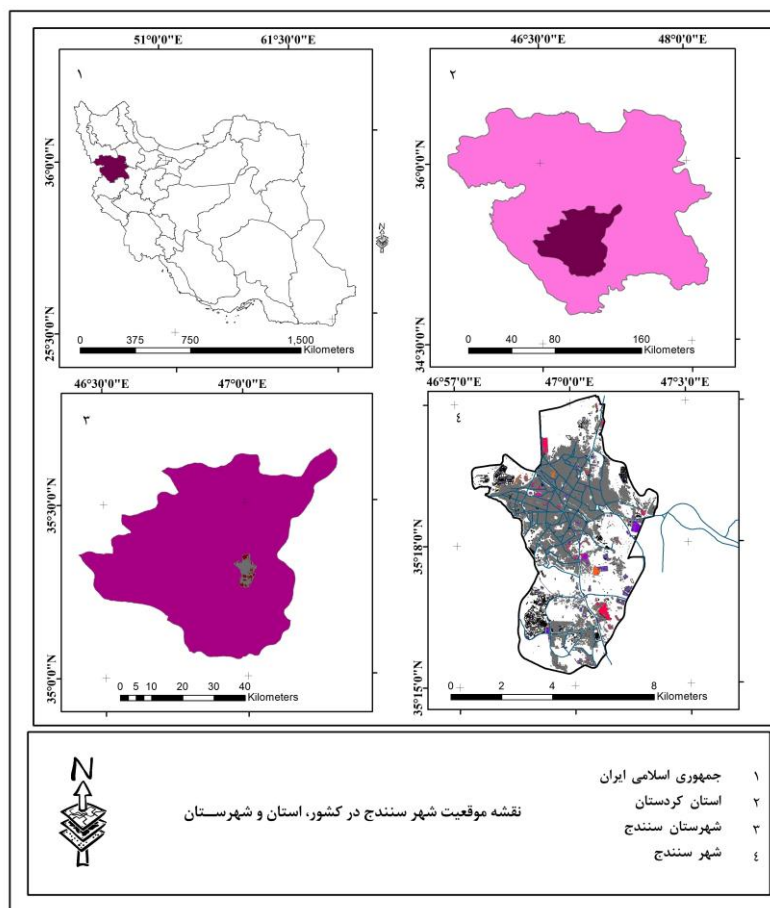 51°0'0"E 61°30'0"E
۱
36°0'0"N
25°30'0"N
0 375 750 1,500
Kilometers
N
46°30'0"E 48°0'0"E
۲
36°0'0"N
34°30'0"N
0 40 80 160
Kilometers
46°30'0"E 47°0'0"E
۳
35°30'0"N
35°0'0"N
0 5 10 20 30 40
Kilometers
46°57'0"E 47°0'0"E 47°3'0"E
٤
35°18'0"N
35°15'0"N
0 2 4 8
Kilometers
۱ جمهوری اسلامی ایران
۲ استان کردستان
۳ شهرستان سنندج
٤ شهر سنندج
نقشه موقعیت شهر سنندج در کشور، استان و شهرســتان
N